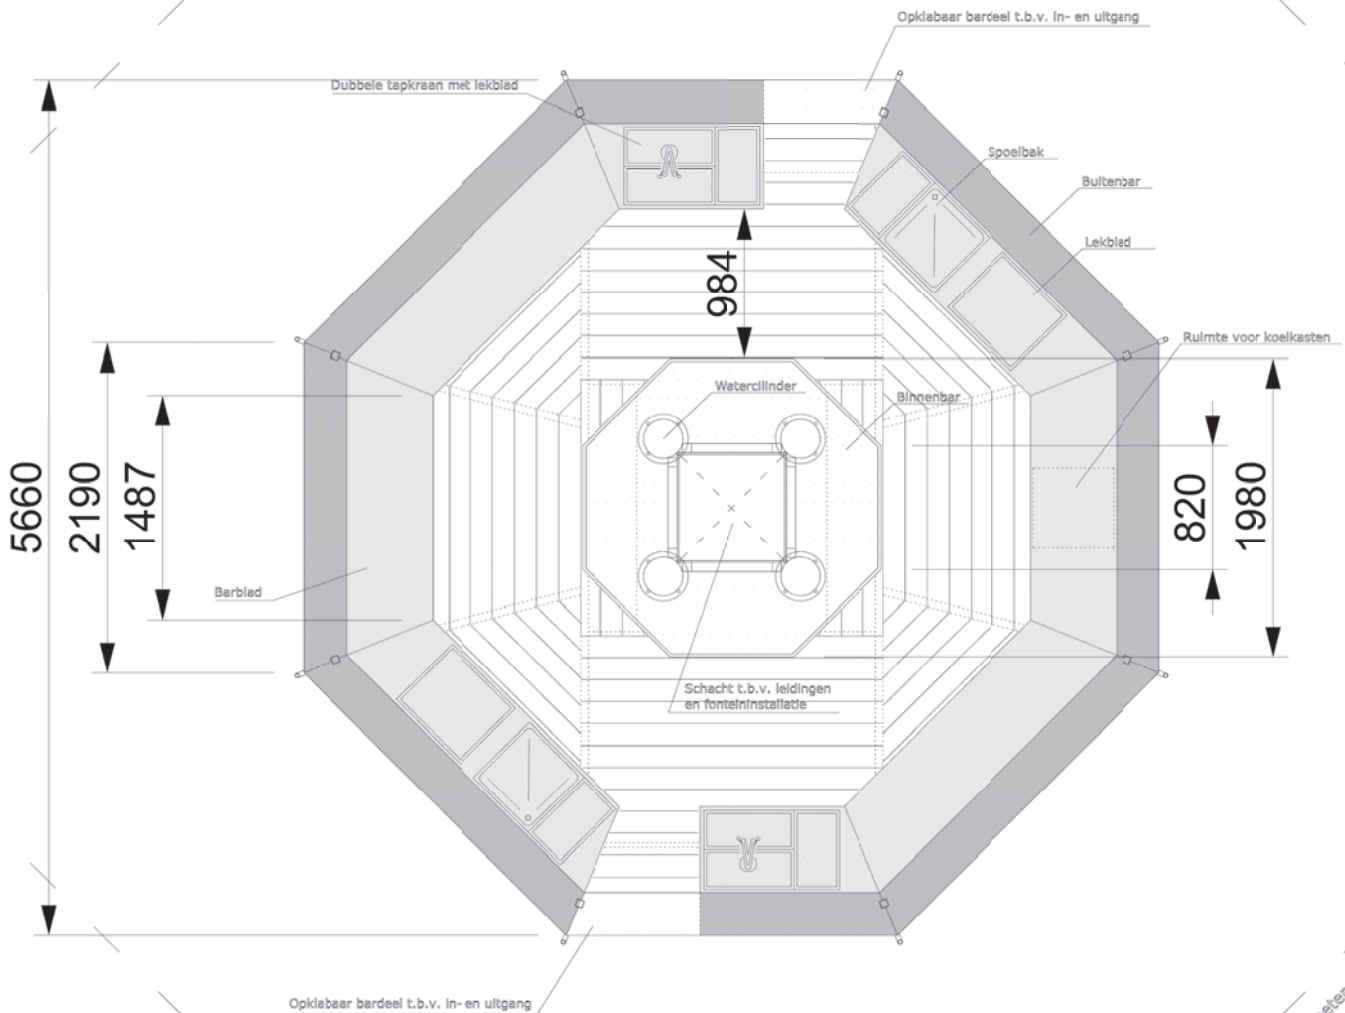 Opklabaar bardeel t.b.v. in- en uitgang
Dubbele tapkraan met lekblad
Spoelbak
Buitenbar
Lekblad
984
Ruimte voor koelkasten
Watercilinder
Binnenbar
5660
2190
1487
820
1980
Barblad
Schacht t.b.v. leidingen
en fonteininstallatie
Opklabaar bardeel t.b.v. in- en uitgang